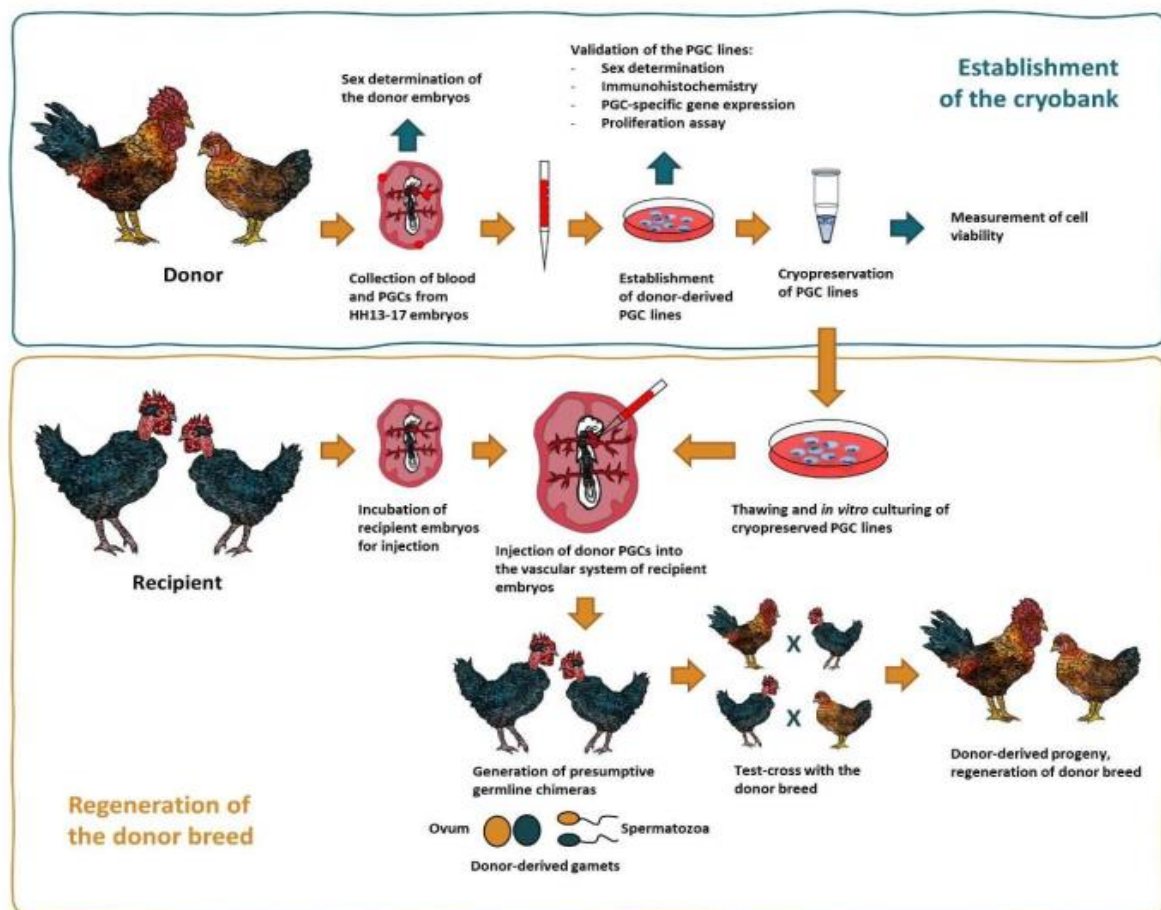 Establishment
of the cryobank
Sex determination of
the donor embryos
Validation of the PGC lines:
- Sex determination
- Immunohistochemistry
- PGC-specific gene expression
- Proliferation assay
Donor
Collection of blood
and PGCs from
HH13-17 embryos
Establishment
of donor-derived
PGC lines
Cryopreservation
of PGC lines
Measurement of cell
viability
Recipient
Incubation of
recipient embryos
for injection
Injection of donor PGCs into
the vascular system of recipient
embryos
Thawing and in vitro culturing of
cryopreserved PGC lines
X
X
Generation of presumptive
germline chimeras
Test-cross with the
donor breed
Donor-derived progeny,
regeneration of donor breed
Regeneration of
the donor breed
Ovum
Spermatozoa
Donor-derived gamets